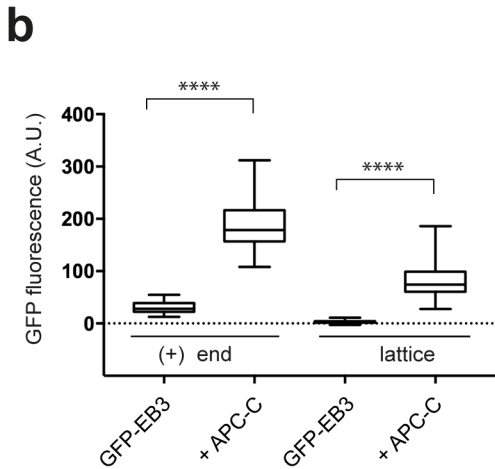 b
****
****
GFP fluorescence (A.U.)
400
300
200
100
0
(+) end
lattice
GFP-EB3
+ APC-C
GFP-EB3
+ APC-C